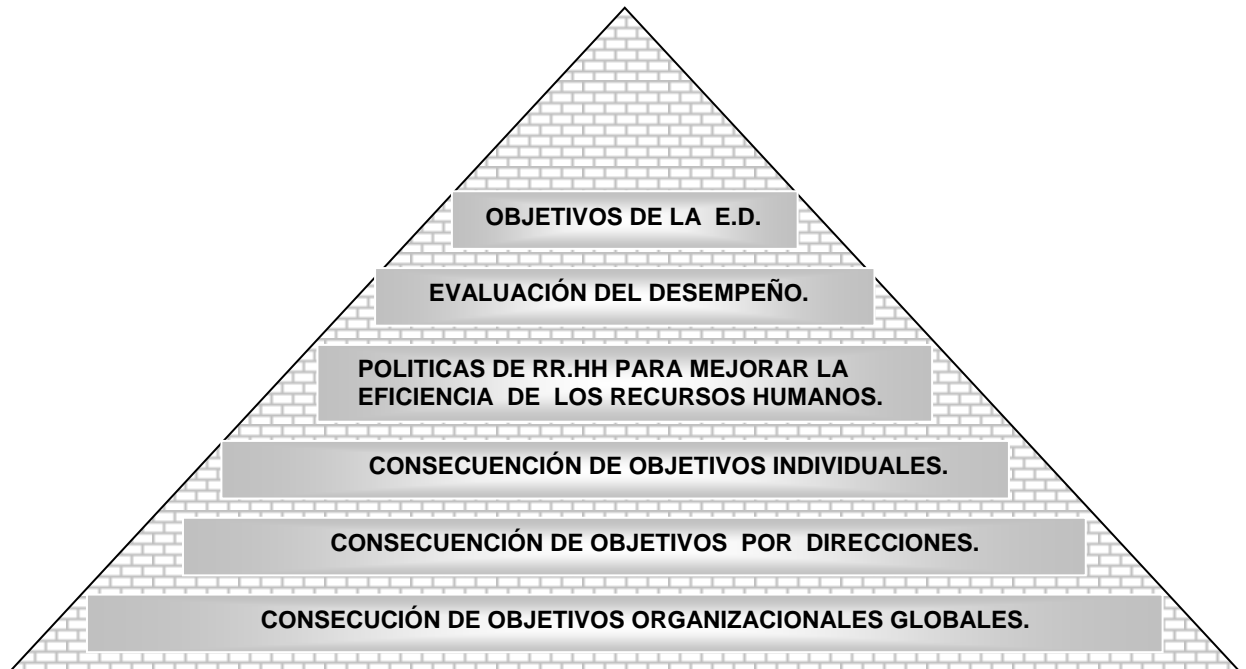 OBJETIVOS DE LA E.D.
EVALUACIÓN DEL DESEMPEÑO.
POLITICAS DE RR.HH PARA MEJORAR LA
EFICIENCIA DE LOS RECURSOS HUMANOS.
CONSECUENCIÓN DE OBJETIVOS INDIVIDUALES.
CONSECUENCIÓN DE OBJETIVOS POR DIRECCIONES.
CONSECUCIÓN DE OBJETIVOS ORGANIZACIONALES GLOBALES.